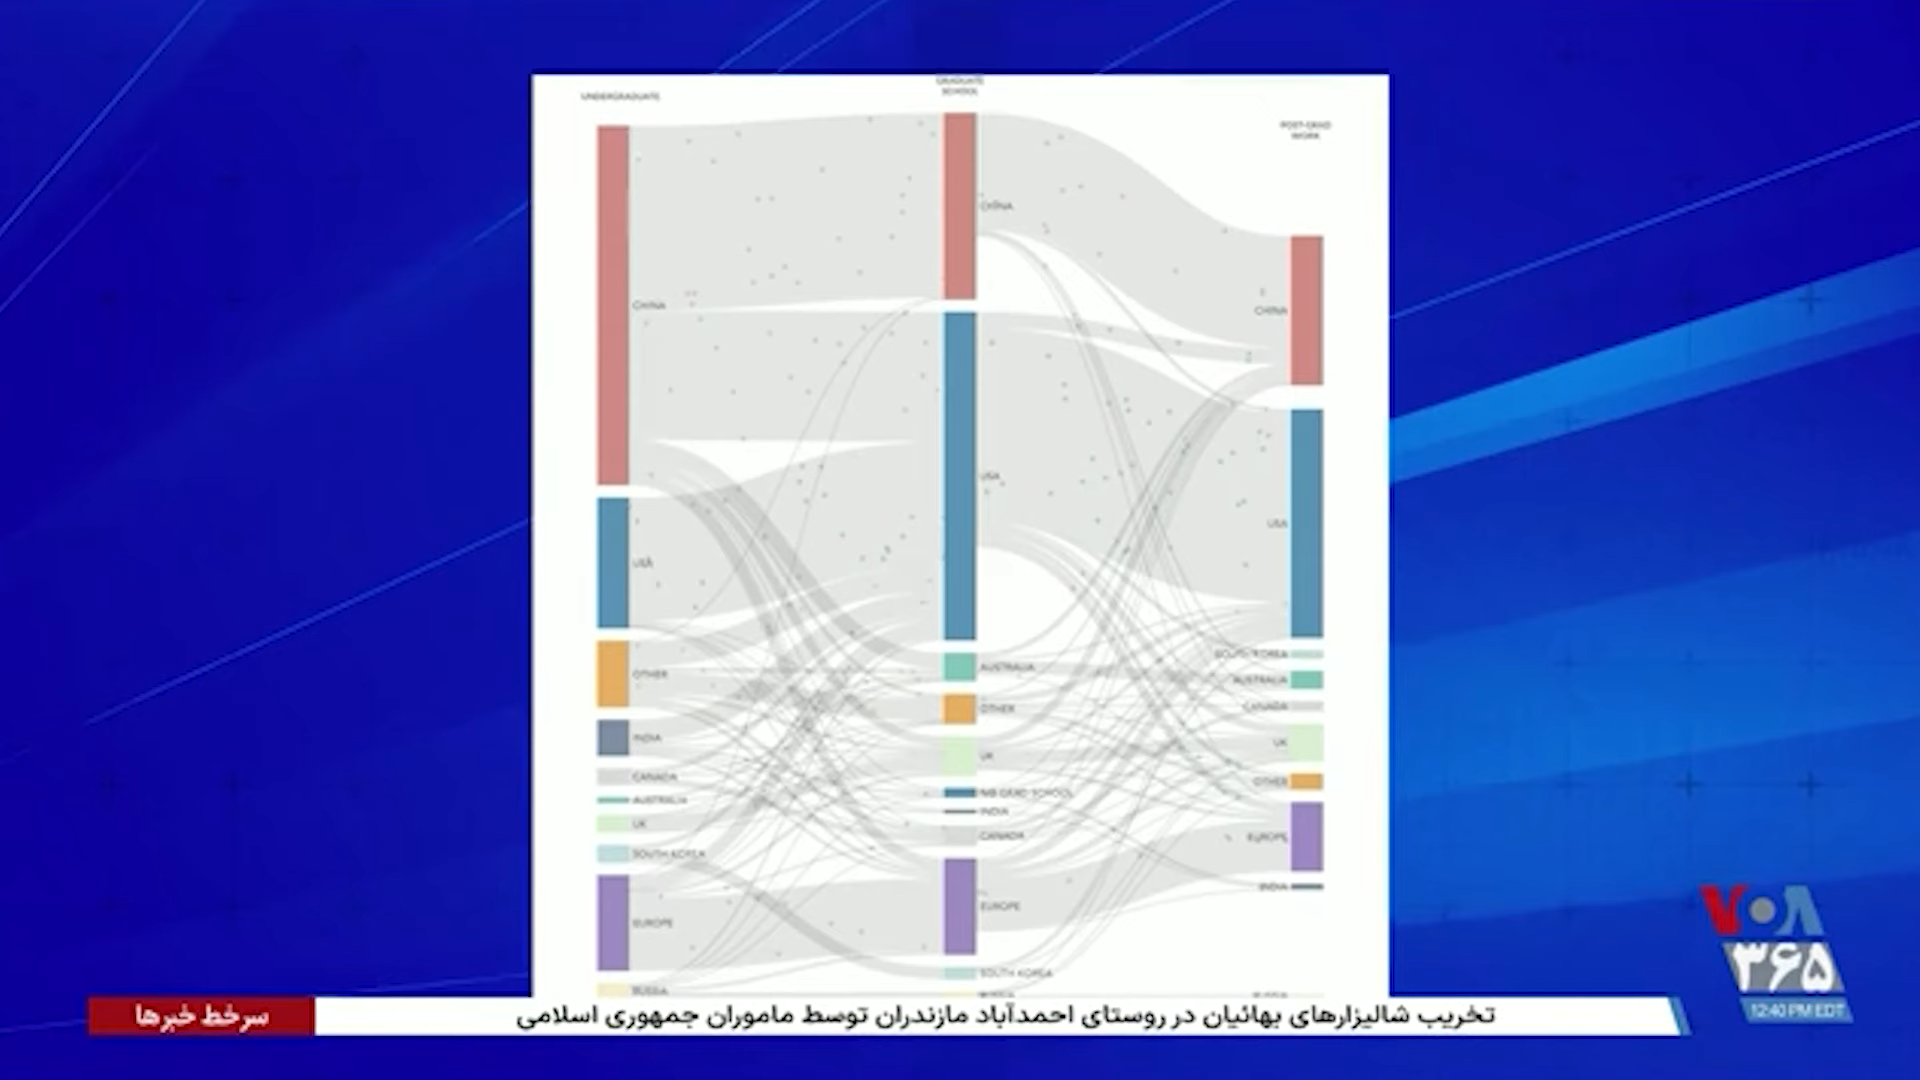 UNDERGRADUATE
GRADUATE
SCHOOL
POST-GRAD
WORK
CHINA
USA
OTHER
INDIA
CANADA
AUSTRALIA
UK
SOUTH KOREA
EUROPE
RUSSIA
CHINA
USA
AUSTRALIA
OTHER
UK
NO GRAD SCHOOL
INDIA
CANADA
EUROPE
SOUTH KOREA
RUSSIA
CHINA
USA
SOUTH KOREA
AUSTRALIA
CANADA
UK
OTHER
EUROPE
INDIA
RUSSIA
VOA
۳۶۵
12:40 PM EDT
سرخط خبرها
تخریب شالیزارهای بهائیان در روستای احمدآباد مازندران توسط ماموران جمهوری اسلامی